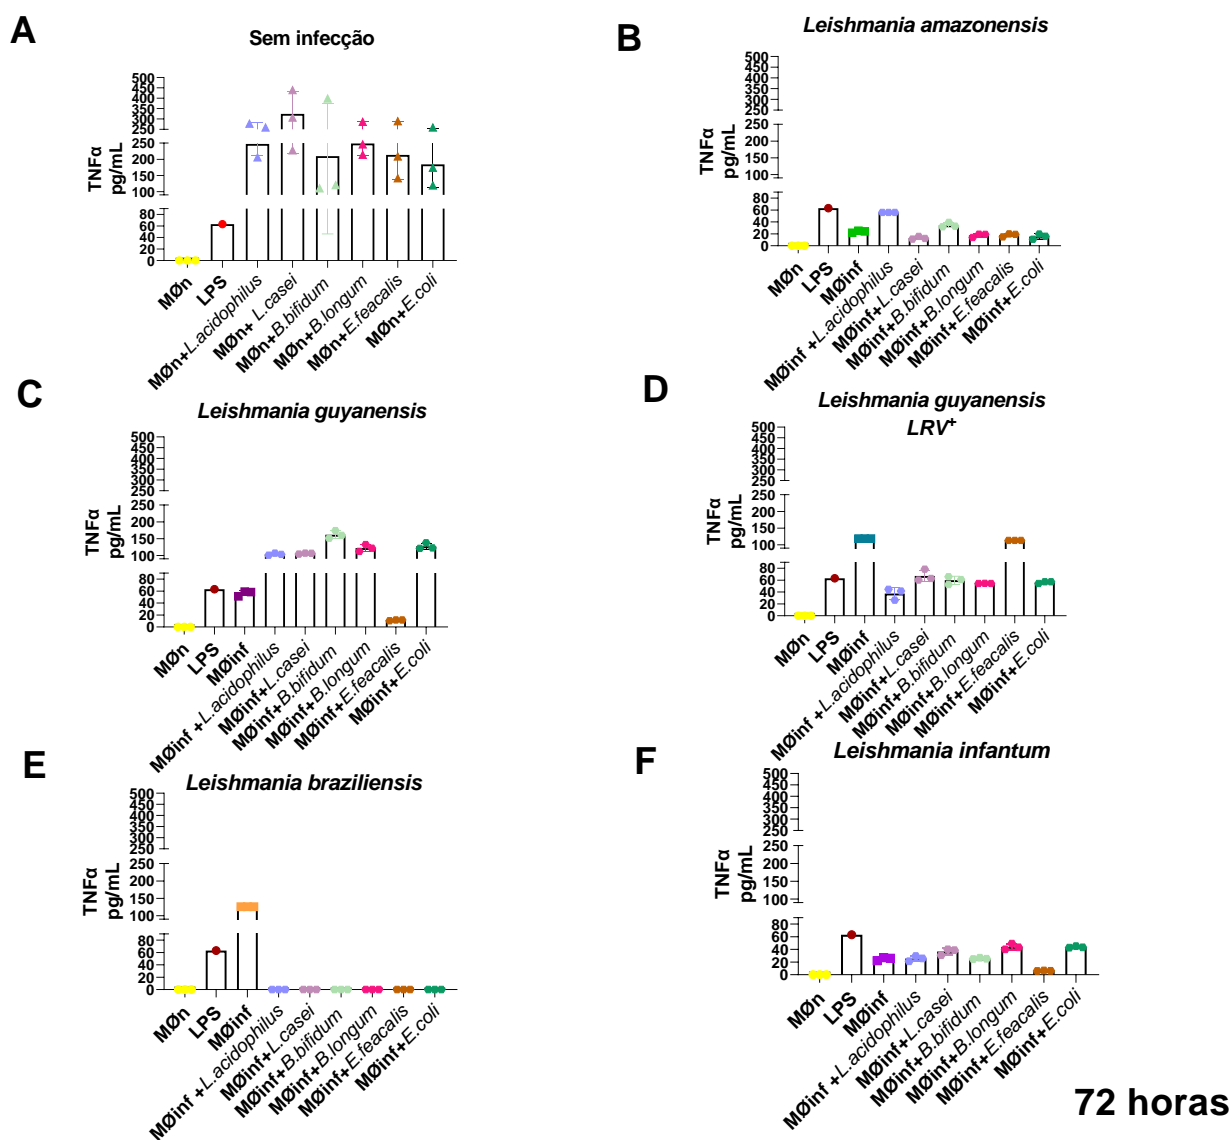 A
Sem infecção
TNFα
pg/mL
500
450
400
350
300
250
250
200
150
100
80
60
40
20
0
MØn
LPS
MØn+L.acidophilus
MØn+ L.casei
MØn+B.bifidum
MØn+B.longum
MØn+E.feacalis
MØn+E.coli
B
Leishmania amazonensis
TNFα
pg/mL
500
450
400
350
300
250
250
200
150
100
80
60
40
20
0
MØn
LPS
MØinf
MØinf +L.acidophilus
MØinf+L.casei
MØinf+B.bifidum
MØinf+B.longum
MØinf+E.feacalis
MØinf+E.coli
C
Leishmania guyanensis
TNFα
pg/mL
500
450
400
350
300
250
250
200
150
100
80
60
40
20
0
MØn
LPS
MØinf
MØinf +L.acidophilus
MØinf+L.casei
MØinf+B.bifidum
MØinf+B.longum
MØinf+E.feacalis
MØinf+E.coli
D
Leishmania guyanensis
LRV+
TNFα
pg/mL
500
450
400
350
300
250
250
200
150
100
80
60
40
20
0
MØn
LPS
MØinf
MØinf +L.acidophilus
MØinf+L.casei
MØinf+B.bifidum
MØinf+B.longum
MØinf+E.feacalis
MØinf+E.coli
E
Leishmania braziliensis
TNFα
pg/mL
500
450
400
350
300
250
250
200
150
100
80
60
40
20
0
MØn
LPS
MØinf
MØinf +L.acidophilus
MØinf+L.casei
MØinf+B.bifidum
MØinf+B.longum
MØinf+E.feacalis
MØinf+E.coli
F
Leishmania infantum
TNFα
pg/mL
500
450
400
350
300
250
250
200
150
100
80
60
40
20
0
MØn
LPS
MØinf
MØinf +L.acidophilus
MØinf+L.casei
MØinf+B.bifidum
MØinf+B.longum
MØinf+E.feacalis
MØinf+E.coli
72 horas